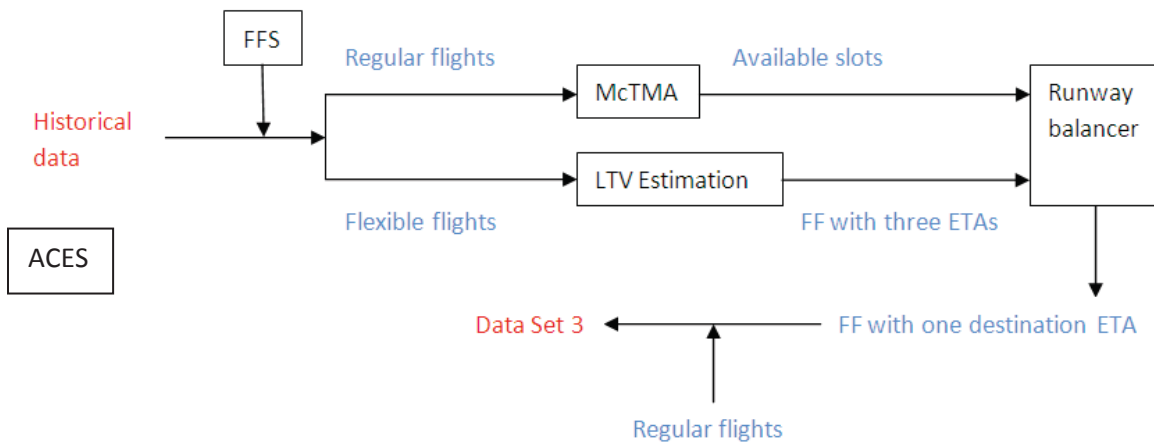 FFS
Regular flights
Available slots
McTMA
Runway
balancer
Historical
data
LTV Estimation
Flexible flights
FF with three ETAs
ACES
Data Set 3
FF with one destination ETA
Regular flights